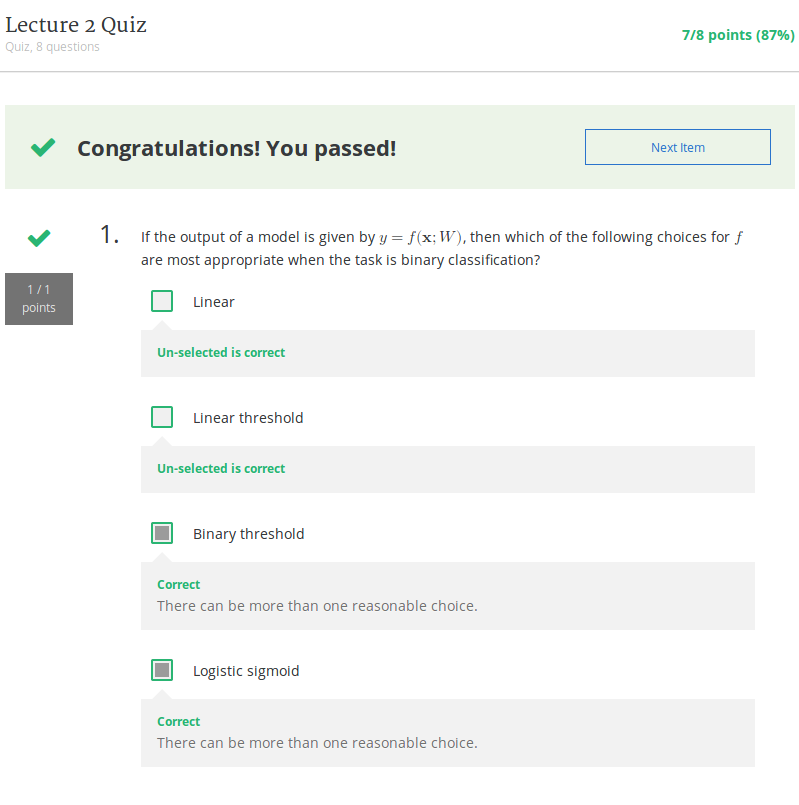 Lecture 2 Quiz
Quiz, 8 questions
7/8 points (87%)
Congratulations! You passed!
Next Item
1.
If the output of a model is given by y = f(x; W), then which of the following choices for f
are most appropriate when the task is binary classification?
1 / 1
points
Linear
Un-selected is correct
Linear threshold
Un-selected is correct
Binary threshold
Correct
There can be more than one reasonable choice.
Logistic sigmoid
Correct
There can be more than one reasonable choice.